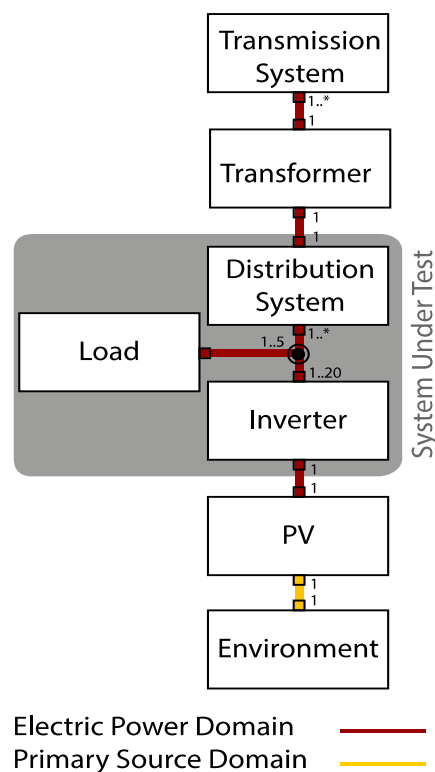 Transmission
System
1..*
1
Transformer
1
1
Distribution
System
1..*
1..5
Load
1..20
Inverter
System Under Test
1
1
PV
1
1
Environment
Electric Power Domain
Primary Source Domain